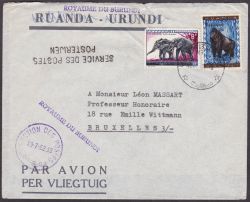 ROYAUME DU BURUNDI
RUANDA - URUNDI
SERVICE DES POSTES
POSTERIJEN
ROYAUME DU BURUNDI
A Monsieur Léon MASSART
Professeur Honoraire
18 rue Emile Wittmann
BRUXELLES 3/-
PAR AVION
PER VLIEGTUIG